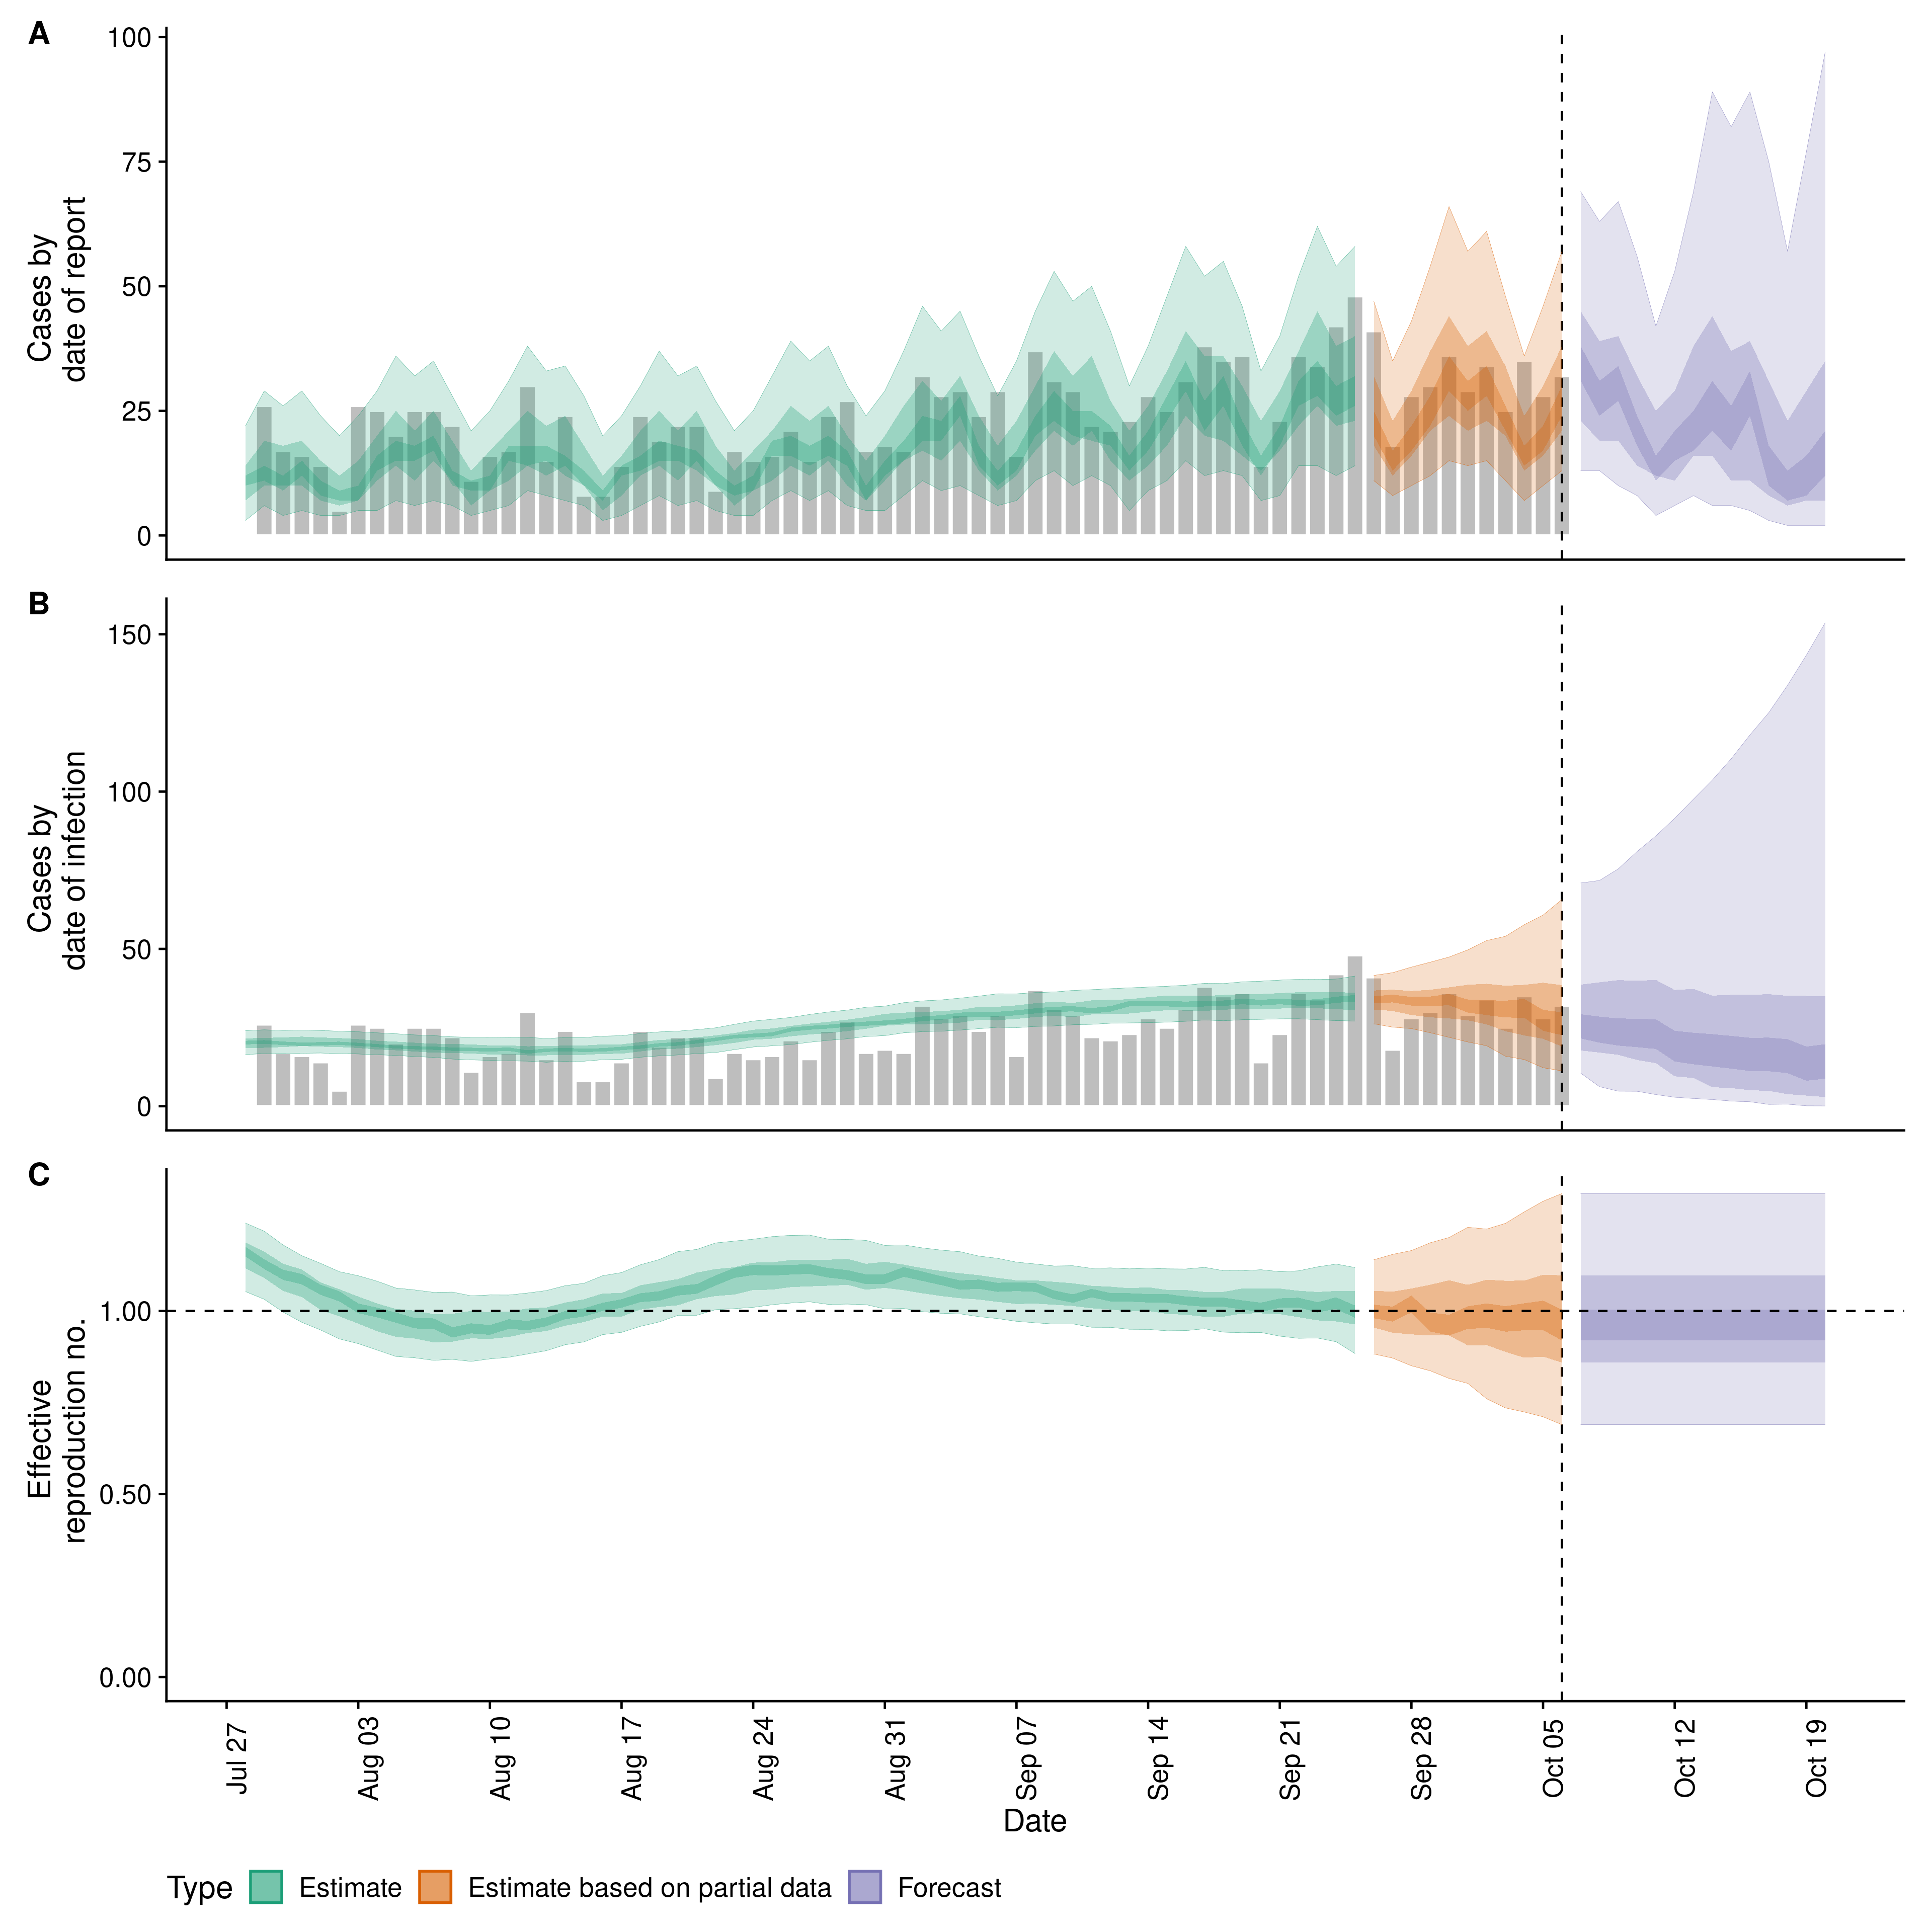 A
100
75
50
25
0
Cases by
date of report
B
150
100
50
0
Cases by
date of infection
C
1.00
0.50
0.00
Effective
reproduction no.
Jul 27
Aug 03
Aug 10
Aug 17
Aug 24
Aug 31
Sep 07
Sep 14
Sep 21
Sep 28
Oct 05
Oct 12
Oct 19
Date
Type Estimate Estimate based on partial data Forecast